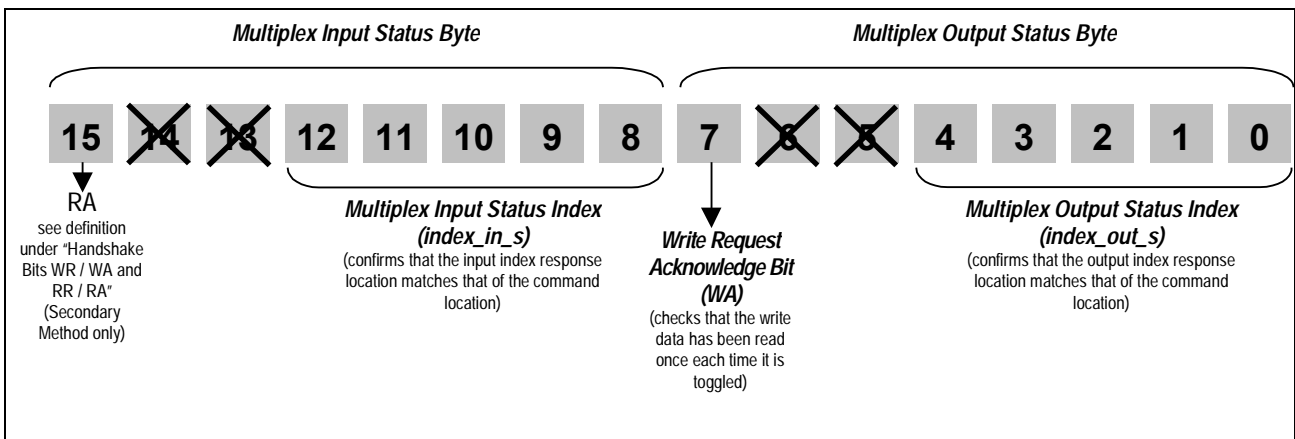 Multiplex Input Status Byte
Multiplex Output Status Byte
15 14 13 12 11 10 9 8 7 6 5 4 3 2 1 0
RA
see definition
under "Handshake
Bits WR / WA and
RR / RA"
(Secondary
Method only)
Multiplex Input Status Index
(index_in_s)
(confirms that the input index response
location matches that of the command
location)
Write Request
Acknowledge Bit
(WA)
(checks that the write
data has been read
once each time it is
toggled)
Multiplex Output Status Index
(index_out_s)
(confirms that the output index response
location matches that of the command
location)